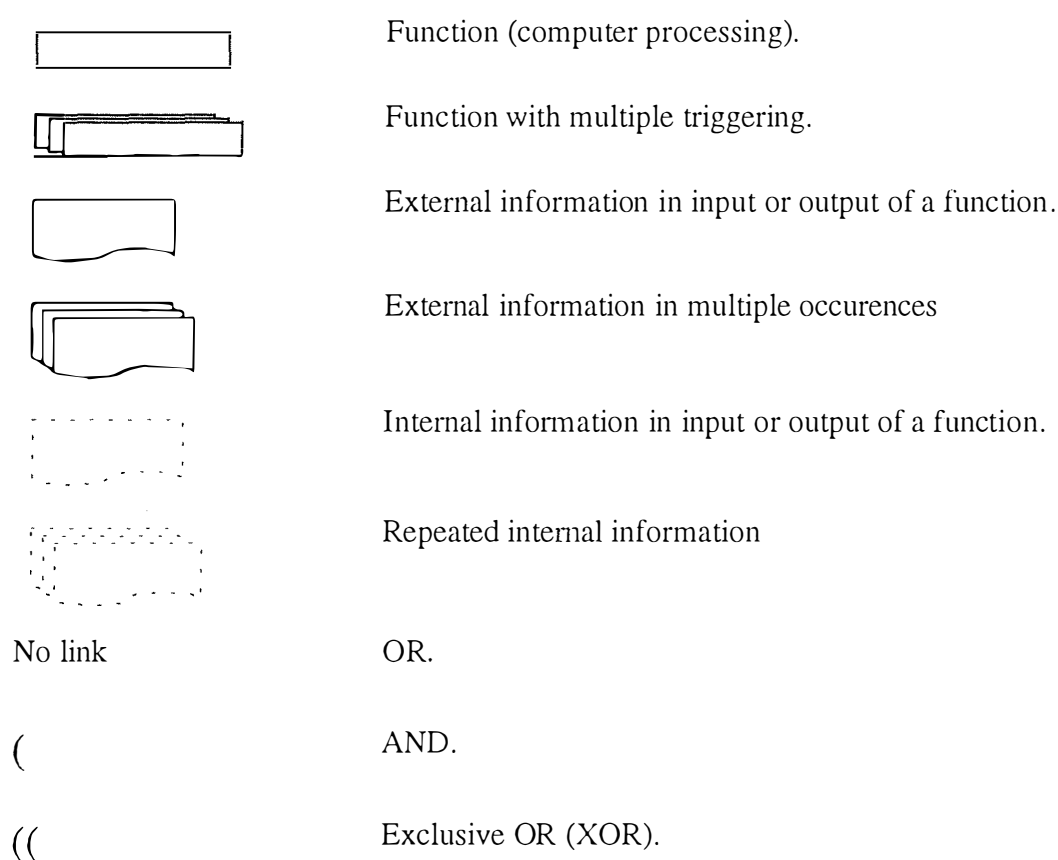 Function (computer processing).
Function with multiple triggering.
External information in input or output of a function.
External information in multiple occurences
Internal information in input or output of a function.
Repeated internal information
No link OR.
( AND.
(( Exclusive OR (XOR).